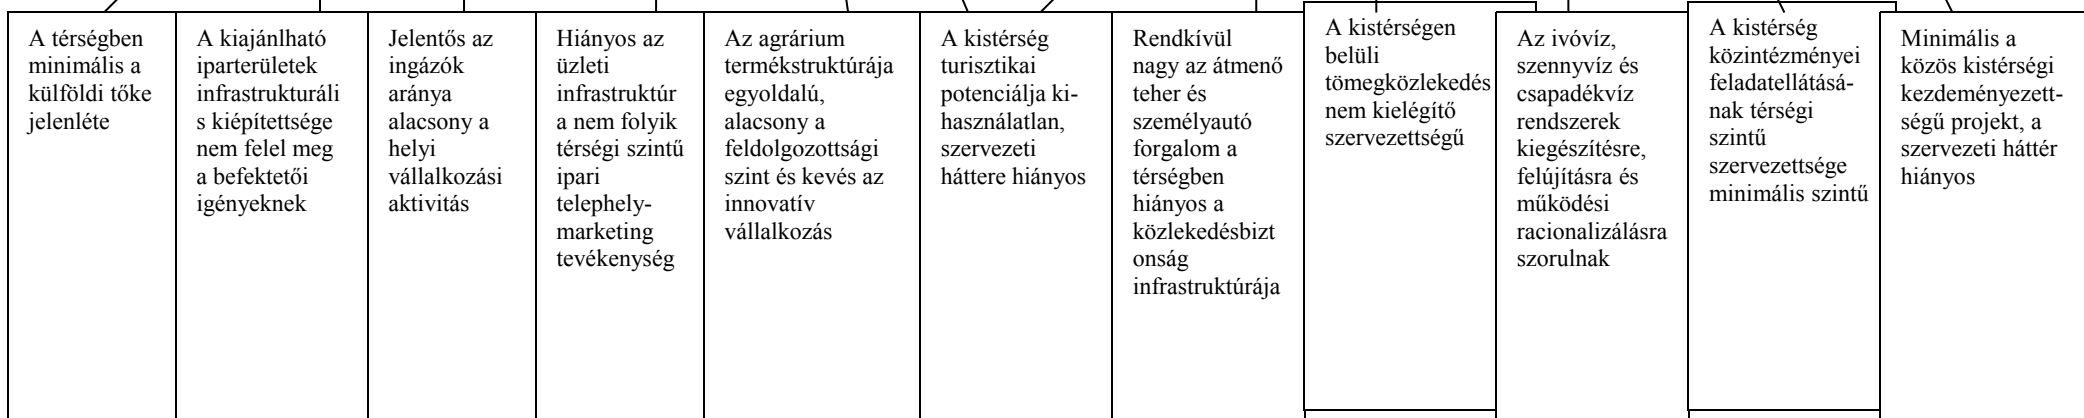 A térségben
minimális a
külföldi tőke
jelenléte
A kiajánlható
iparterületek
infrastrukturáli
s kiépítettsége
nem felel meg
a befektetői
igényeknek
Jelentős az
ingázók
aránya
alacsony a
helyi
vállalkozási
aktivitás
Hiányos az
üzleti
infrastruktúr
a nem folyik
térségi szintű
ipari
telephely-
marketing
tevékenység
Az agrárium
termékstruktúrája
egyoldalú,
alacsony a
feldolgozottsági
szint és kevés az
innovatív
vállalkozás
A kistérség
turisztikai
potenciálja ki-
használatlan,
szervezeti
háttere hiányos
Rendkívül
nagy az átmenő
teher és
személyautó
forgalom a
térségben
hiányos a
közlekedésbizt
onság
infrastruktúrája
A kistérségen
belüli
tömegközlekedés
nem kielégítő
szervezettségű
Az ivóvíz,
szennyvíz és
csapadékvíz
rendszerek
kiegészítésre,
felújításra és
működési
racionalizálásra
szorulnak
A kistérség
közintézményei
feladatellátásá-
nak térségi
szintű
szervezettsége
minimális szintű
Minimális a
közös kistérségi
kezdeményezett-
ségű projekt, a
szervezeti háttér
hiányos